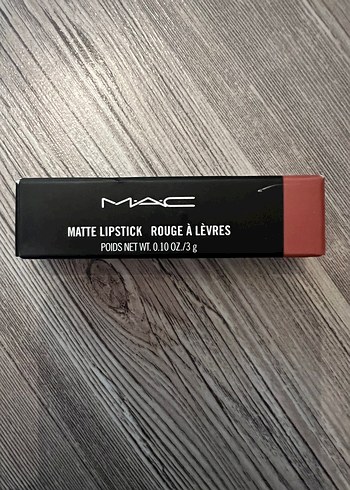 MAC
MATTE LIPSTICK ROUGE À LÈVRES
POIDS NET WT. 0.10 OZ./3 g